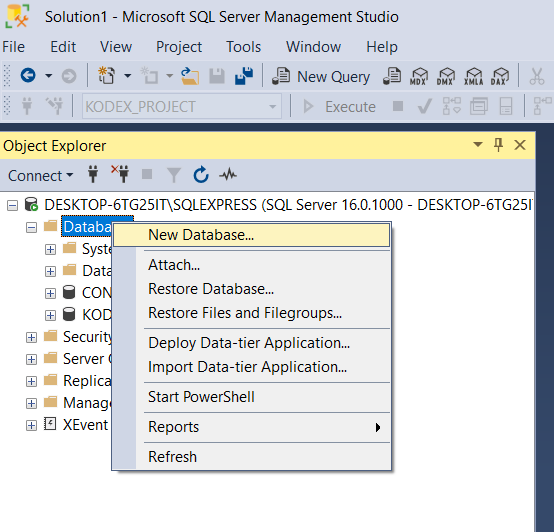 Solution1 - Microsoft SQL Server Management Studio
File Edit View Project Tools Window Help
New Query MDX DMX XMLA DAX
KODEX_PROJECT Execute
Object Explorer
Connect
DESKTOP-6TG25IT\SQLEXPRESS (SQL Server 16.0.1000 - DESKTOP-6TG25I
Databa
New Database...
Syste
Attach...
Data
Restore Database...
CON
Restore Files and Filegroups...
KOD
Security
Deploy Data-tier Application...
Server O
Import Data-tier Application...
Replica
Start PowerShell
Manage
Reports
XEvent
Refresh